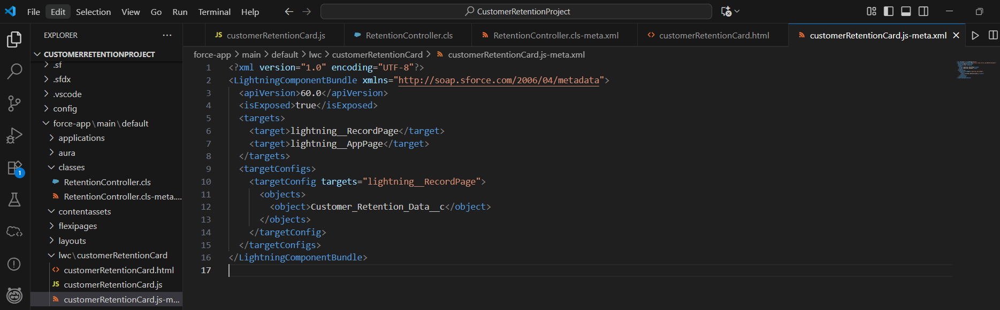 File Edit Selection View Go Run Terminal Help
CustomerRetentionProject
EXPLORER
CUSTOMERRETENTIONPROJECT
.sf
.sfdx
.vscode
config
force-app\main\default
applications
aura
classes
RetentionController.cls
RetentionController.cls-meta....
contentassets
flexipages
layouts
lwc\customerRetentionCard
customerRetentionCard.html
JS customerRetentionCard.js
customerRetentionCard.js-m...
1
JS customerRetentionCard.js
RetentionController.cls
RetentionController.cls-meta.xml
customerRetentionCard.html
customerRetentionCard.js-meta.xml
force-app > main > default > lwc > customerRetentionCard > customerRetentionCard.js-meta.xml
1 <?xml version="1.0" encoding="UTF-8"?>
2 <LightningComponentBundle xmlns="http://soap.sforce.com/2006/04/metadata">
3 <apiVersion>60.0</apiVersion>
4 <isExposed>true</isExposed>
5 <targets>
6 <target>lightning__RecordPage</target>
7 <target>lightning__AppPage</target>
8 </targets>
9 <targetConfigs>
10 <targetConfig targets="lightning__RecordPage">
11 <objects>
12 <object>Customer_Retention_Data__c</object>
13 </objects>
14 </targetConfig>
15 </targetConfigs>
16 </LightningComponentBundle>
17